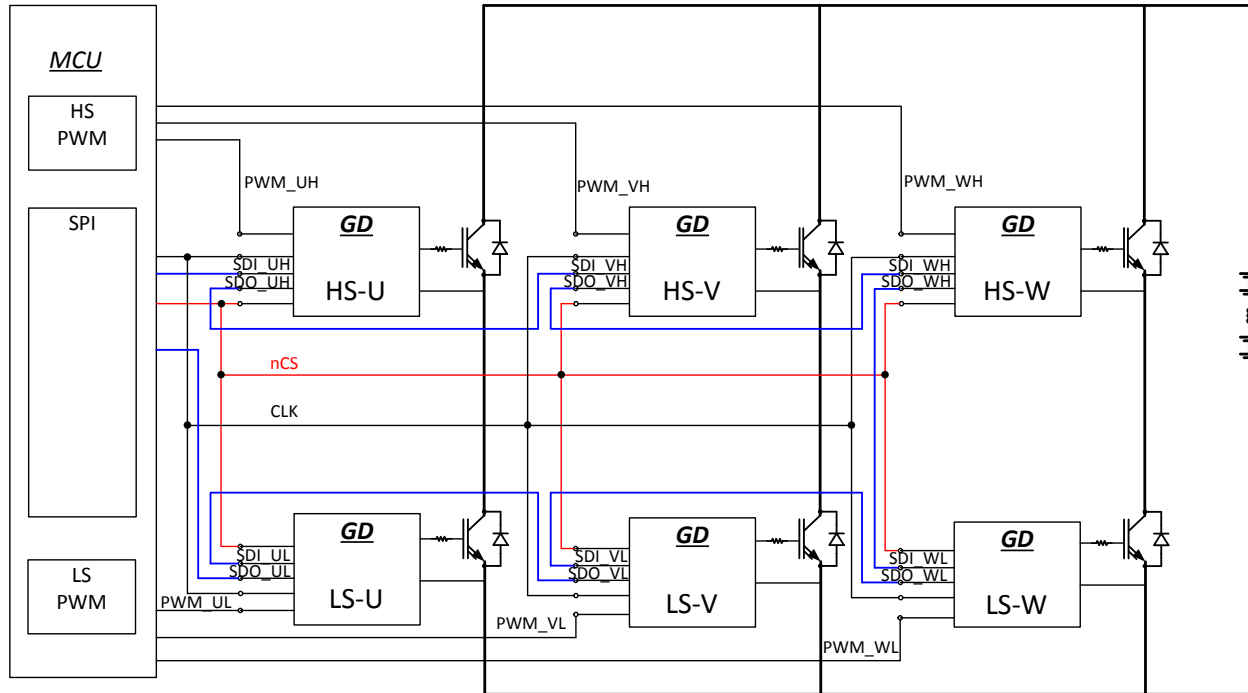 MCU
HS
PWM
SPI
LS
PWM
PWM_UH
PWM_VH
PWM_WH
GD
HS-U
SDI_UH
SDO_UH
GD
HS-V
SDI_VH
SDO_VH
GD
HS-W
SDI_WH
SDO_WH
nCS
CLK
GD
LS-U
SDI_UL
SDO_UL
PWM_UL
GD
LS-V
SDI_VL
SDO_VL
PWM_VL
GD
LS-W
SDI_WL
SDO_WL
PWM_WL